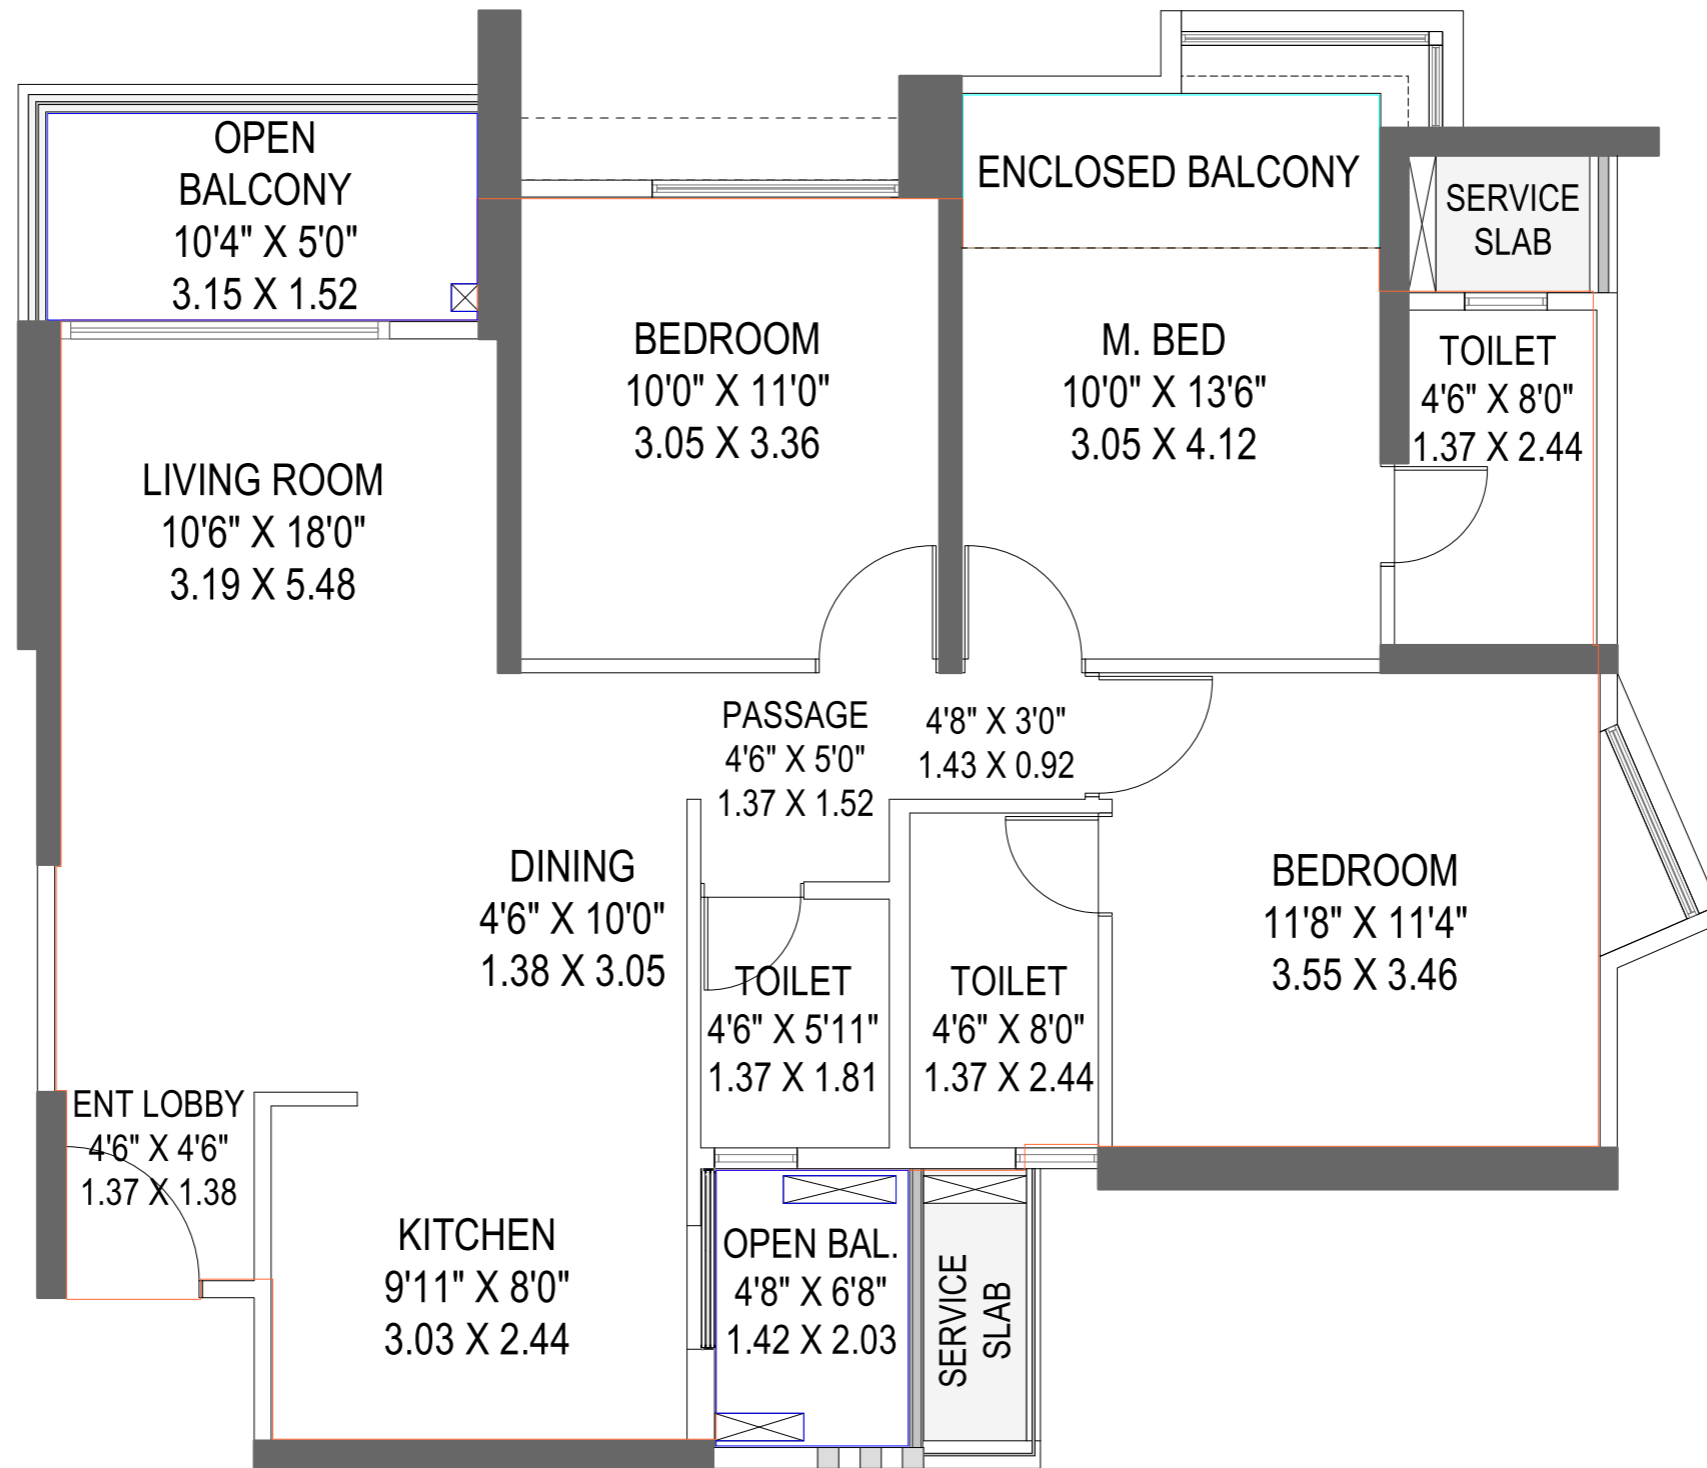 OPEN
BALCONY
10'4" X 5'0"
3.15 X 1.52
ENCLOSED BALCONY
SERVICE
SLAB
BEDROOM
10'0" X 11'0"
3.05 X 3.36
M. BED
10'0" X 13'6"
3.05 X 4.12
TOILET
4'6" X 8'0"
1.37 X 2.44
LIVING ROOM
10'6" X 18'0"
3.19 X 5.48
PASSAGE
4'6" X 5'0"
1.37 X 1.52
4'8" X 3'0"
1.43 X 0.92
DINING
4'6" X 10'0"
1.38 X 3.05
BEDROOM
11'8" X 11'4"
3.55 X 3.46
TOILET
4'6" X 5'11"
1.37 X 1.81
TOILET
4'6" X 8'0"
1.37 X 2.44
ENT LOBBY
4'6" X 4'6"
1.37 X 1.38
KITCHEN
9'11" X 8'0"
3.03 X 2.44
OPEN BAL.
4'8" X 6'8"
1.42 X 2.03
SERVICE
SLAB